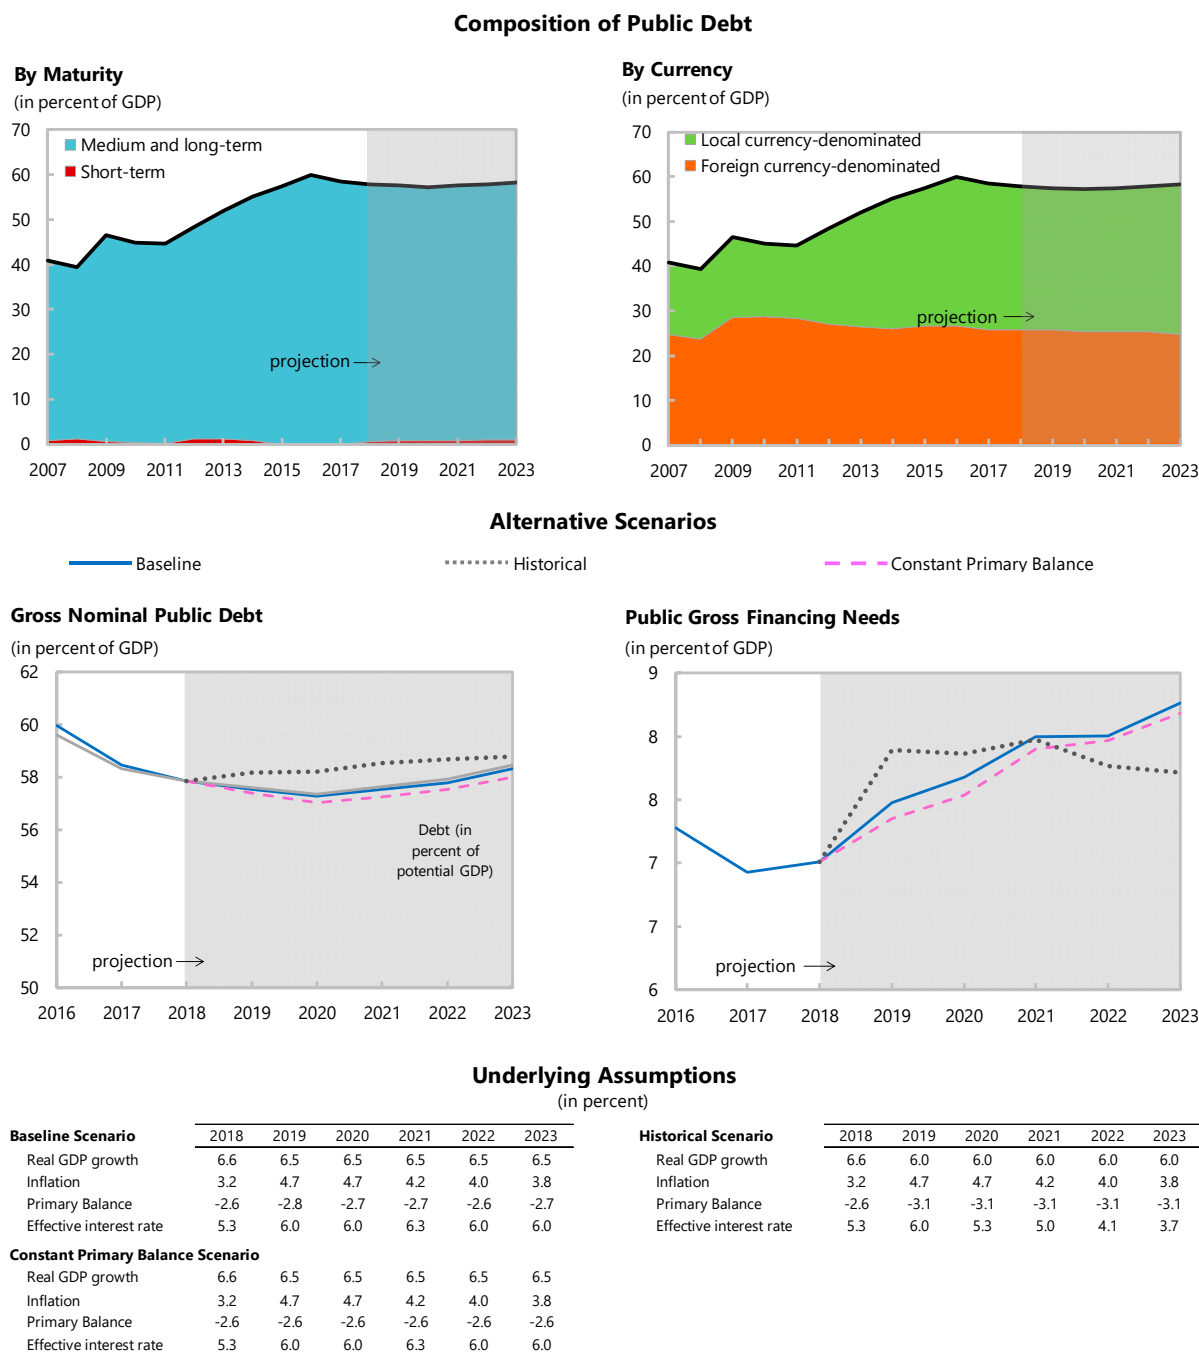 Composition of Public Debt
By Maturity
(in percent of GDP)
70
60
50
40
30
20
10
0
Medium and long-term
Short-term
projection
2007 2009 2011 2013 2015 2017 2019 2021 2023
By Currency
(in percent of GDP)
70
60
50
40
30
20
10
0
Local currency-denominated
Foreign currency-denominated
projection
2007 2009 2011 2013 2015 2017 2019 2021 2023
Alternative Scenarios
Baseline Historical Constant Primary Balance
Gross Nominal Public Debt
(in percent of GDP)
62
60
58
56
54
52
50
Debt (in
percent of
potential GDP)
projection
2016 2017 2018 2019 2020 2021 2022 2023
Public Gross Financing Needs
(in percent of GDP)
9
8
8
7
7
6
projection
2016 2017 2018 2019 2020 2021 2022 2023
Underlying Assumptions
(in percent)
Baseline Scenario 2018 2019 2020 2021 2022 2023
Real GDP growth 6.6 6.5 6.5 6.5 6.5 6.5
Inflation 3.2 4.7 4.7 4.2 4.0 3.8
Primary Balance -2.6 -2.8 -2.7 -2.7 -2.6 -2.7
Effective interest rate 5.3 6.0 6.0 6.3 6.0 6.0
Constant Primary Balance Scenario
Real GDP growth 6.6 6.5 6.5 6.5 6.5 6.5
Inflation 3.2 4.7 4.7 4.2 4.0 3.8
Primary Balance -2.6 -2.6 -2.6 -2.6 -2.6 -2.6
Effective interest rate 5.3 6.0 6.0 6.3 6.0 6.0
Historical Scenario 2018 2019 2020 2021 2022 2023
Real GDP growth 6.6 6.0 6.0 6.0 6.0 6.0
Inflation 3.2 4.7 4.7 4.2 4.0 3.8
Primary Balance -2.6 -3.1 -3.1 -3.1 -3.1 -3.1
Effective interest rate 5.3 6.0 5.3 5.0 4.1 3.7